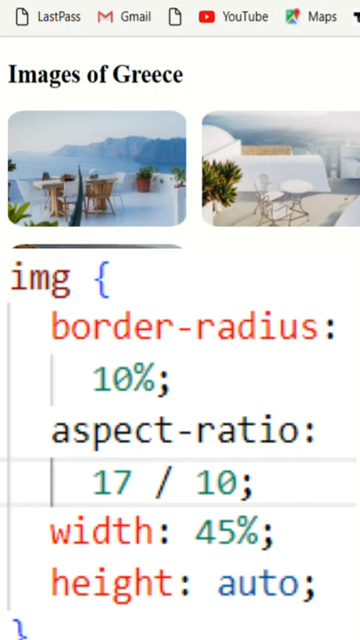 LastPass Gmail YouTube Maps
Images of Greece
img {
border-radius:
10%;
aspect-ratio:
17 / 10;
width: 45%;
height: auto;
}